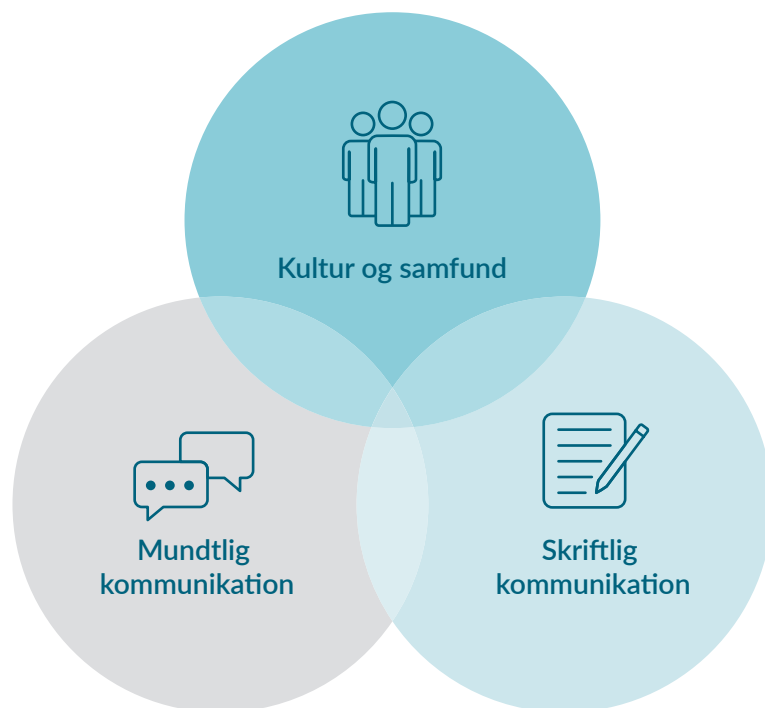 Kultur og samfund
Mundtlig
kommunikation
Skriftlig
kommunikation